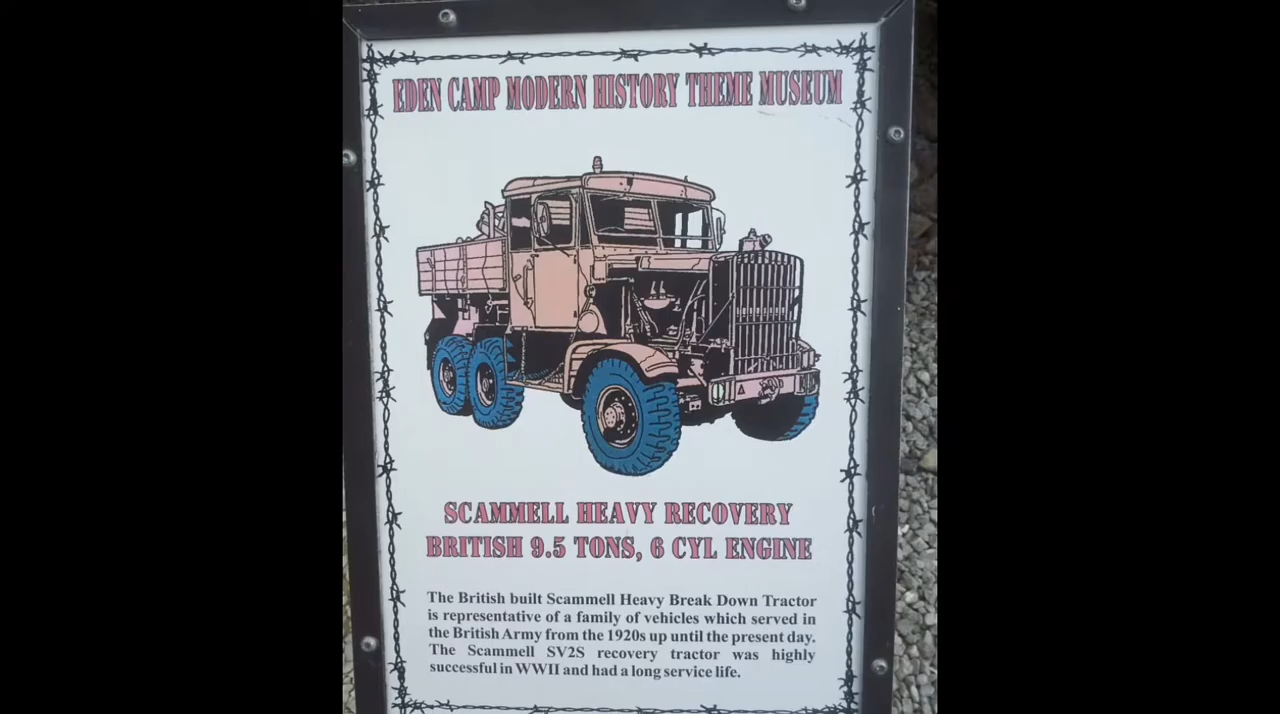 EDEN CAMP MODERN HISTORY THEME MUSEUM
SCAMMELL HEAVY RECOVERY
BRITISH 9.5 TONS, 6 CYL ENGINE
The British built Scammell Heavy Break Down Tractor
is representative of a family of vehicles which served in
the British Army from the 1920s up until the present day.
The Scammell SV2S recovery tractor was highly
successful in WWII and had a long service life.